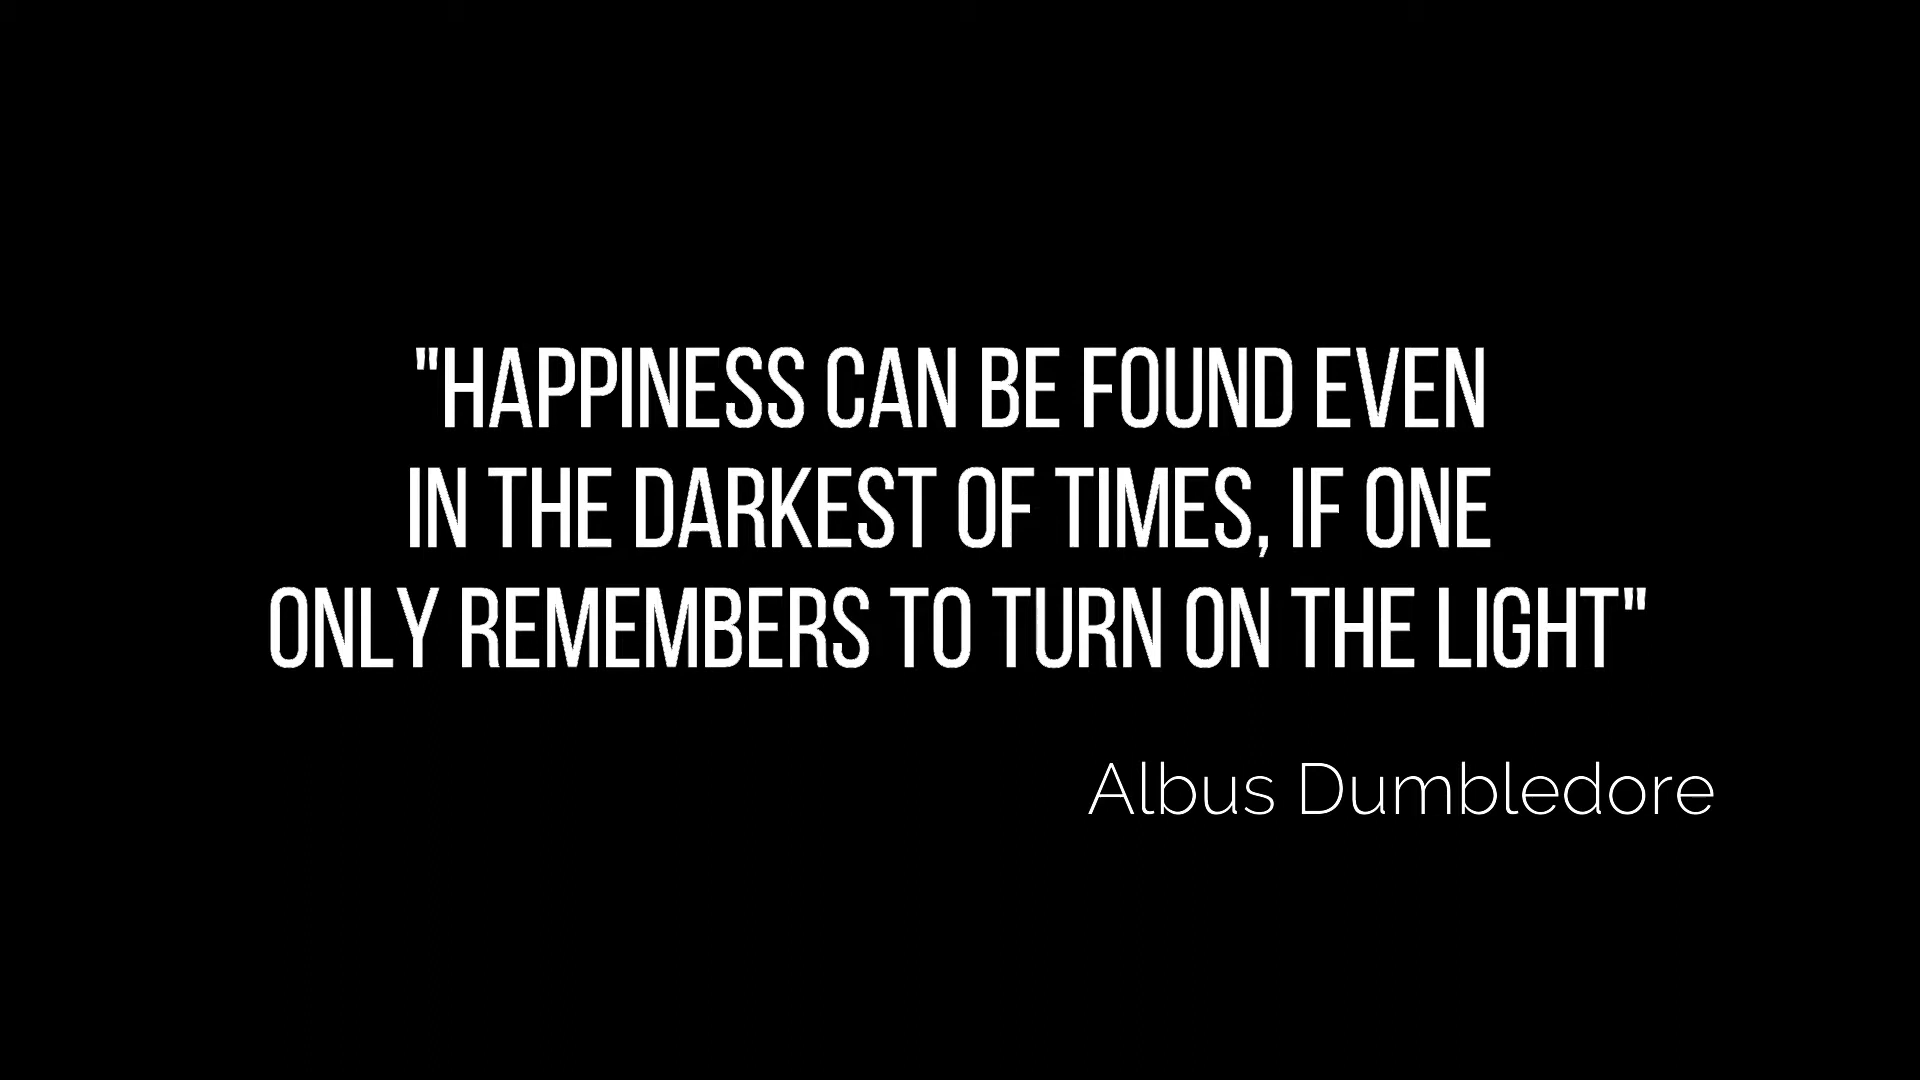 "HAPPINESS CAN BE FOUND EVEN
IN THE DARKEST OF TIMES, IF ONE
ONLY REMEMBERS TO TURN ON THE LIGHT"
Albus Dumbledore